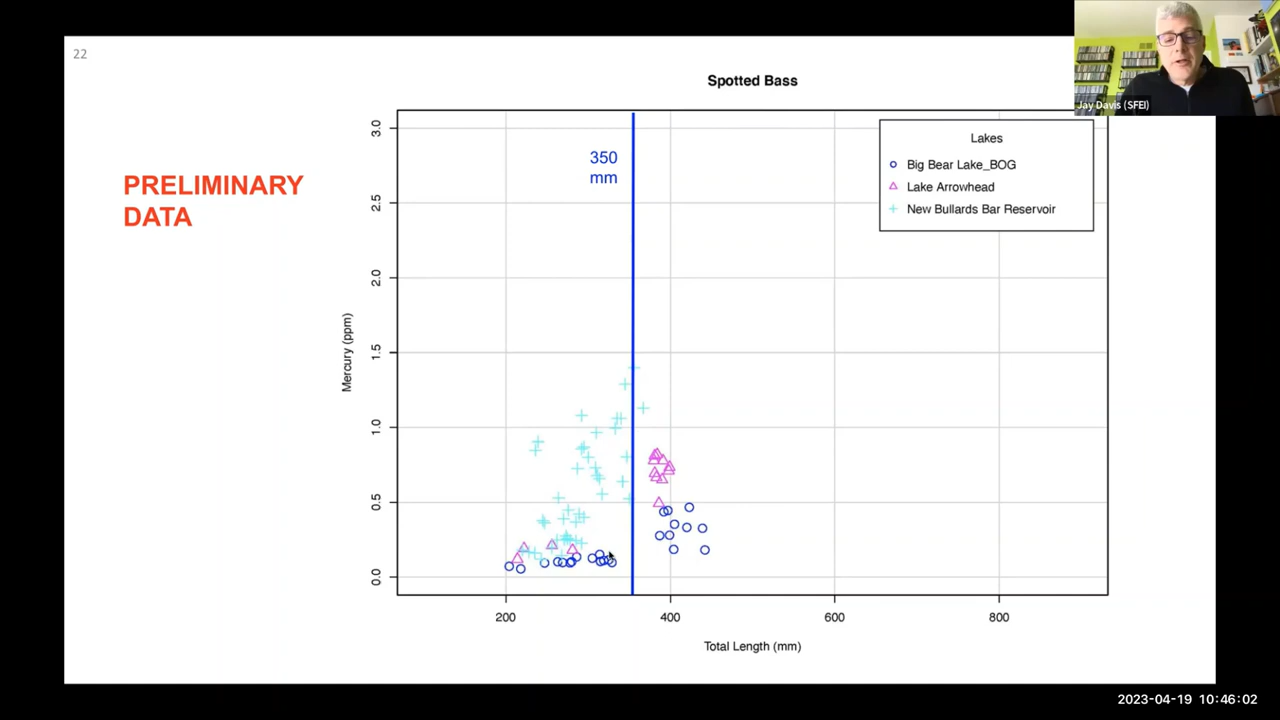 22
Spotted Bass
Jay Davis (SFEI)
PRELIMINARY
DATA
350
mm
Lakes
Big Bear Lake_BOG
Lake Arrowhead
New Bullards Bar Reservoir
Mercury (ppm)
3.0
2.5
2.0
1.5
1.0
0.5
0.0
200 400 600 800
Total Length (mm)
2023-04-19 10:46:02